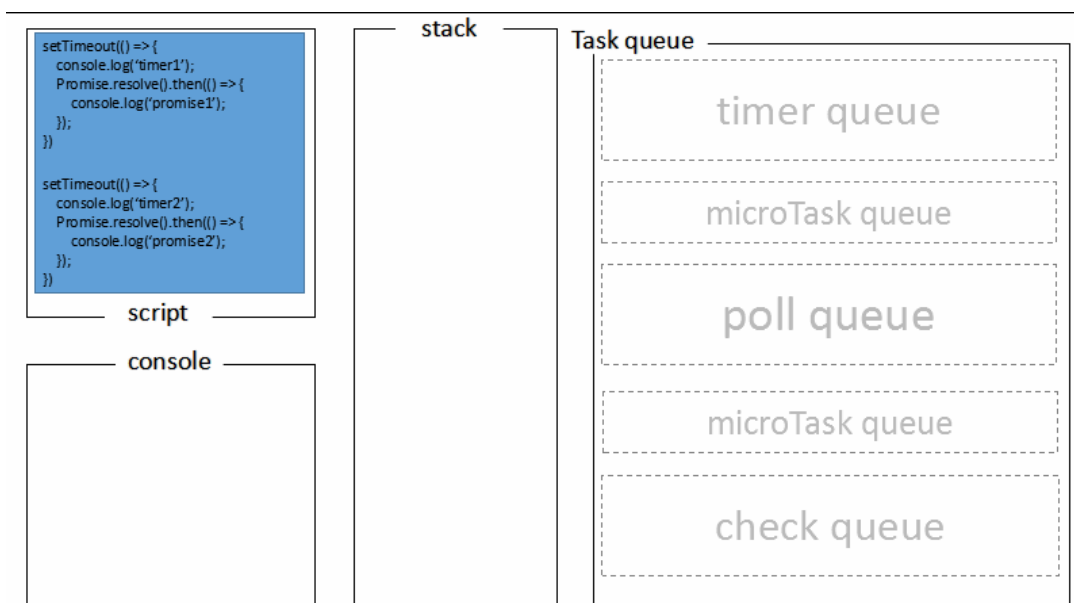 setTimeout(() => {
console.log(‘timer1’);
Promise.resolve().then(() => {
console.log(‘promise1’);
});
})
setTimeout(() => {
console.log(‘timer2’);
Promise.resolve().then(() => {
console.log(‘promise2’);
});
})
script
console
stack
Task queue
timer queue
microTask queue
poll queue
microTask queue
check queue